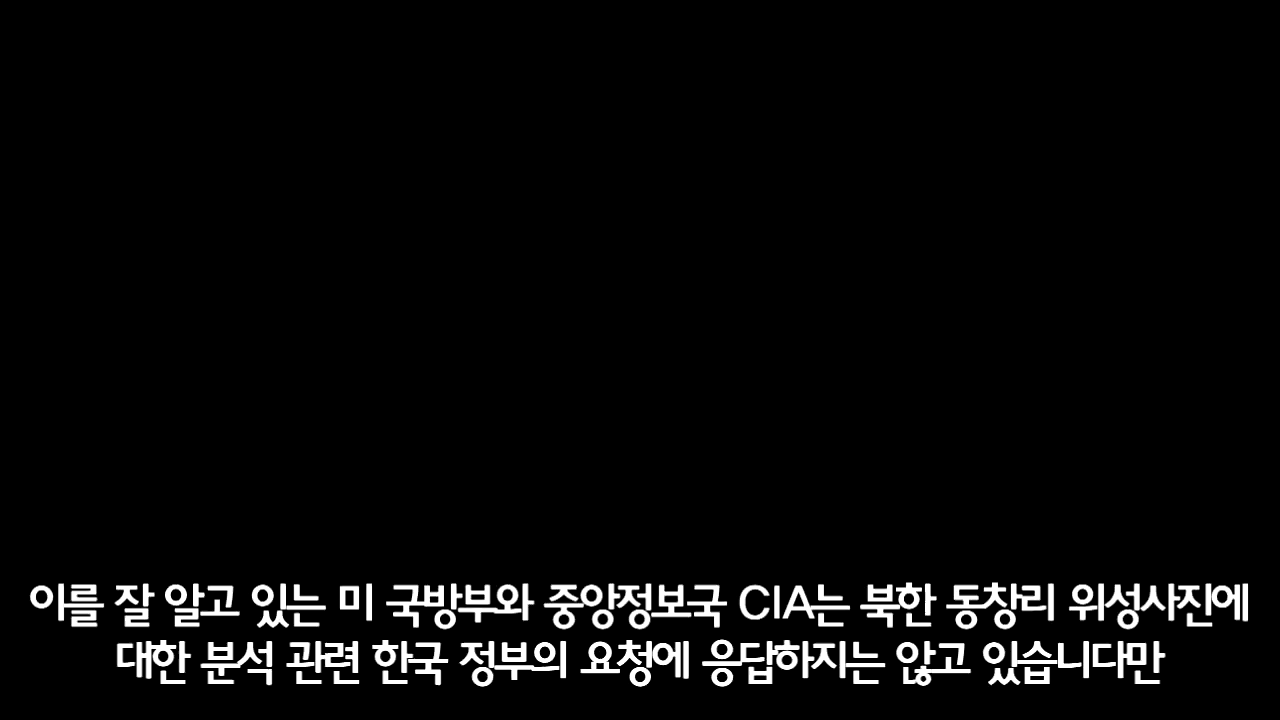 이를 잘 알고 있는 미 국방부와 중앙정보국 CIA는 북한 동창리 위성사진에
대한 분석 관련 한국 정부의 요청에 응답하지는 않고 있습니다만